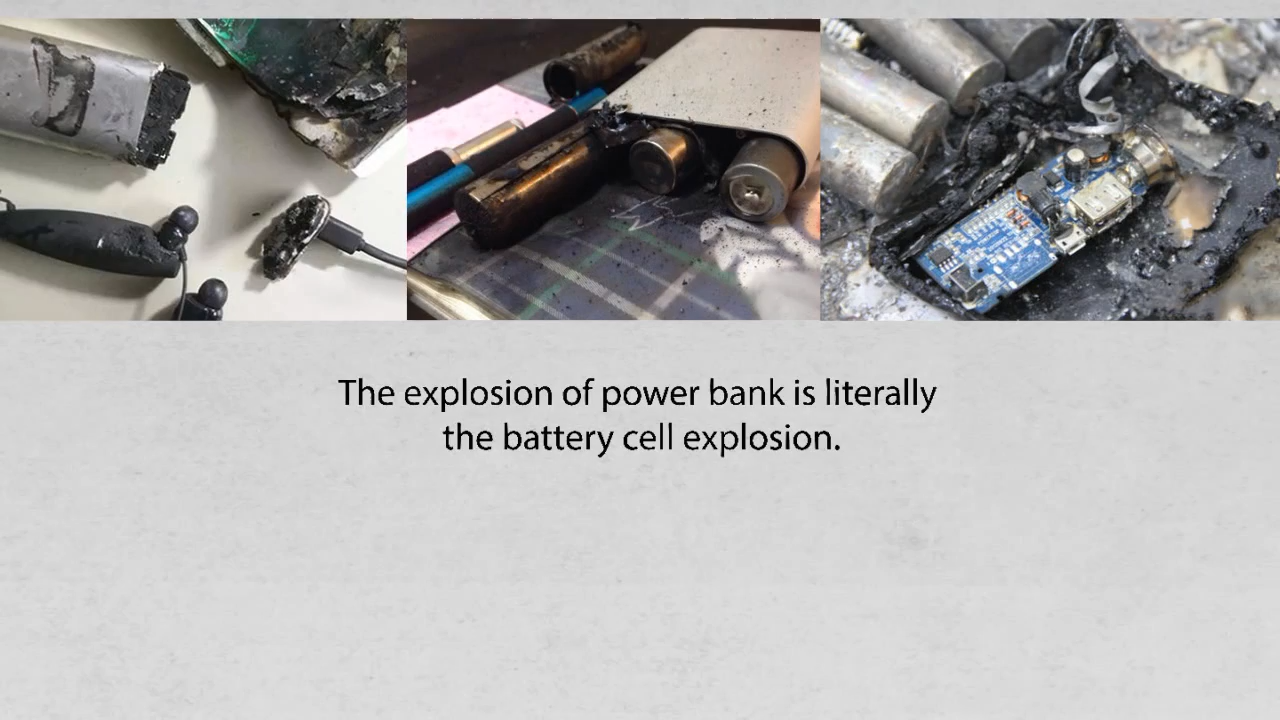 The explosion of power bank is literally
the battery cell explosion.